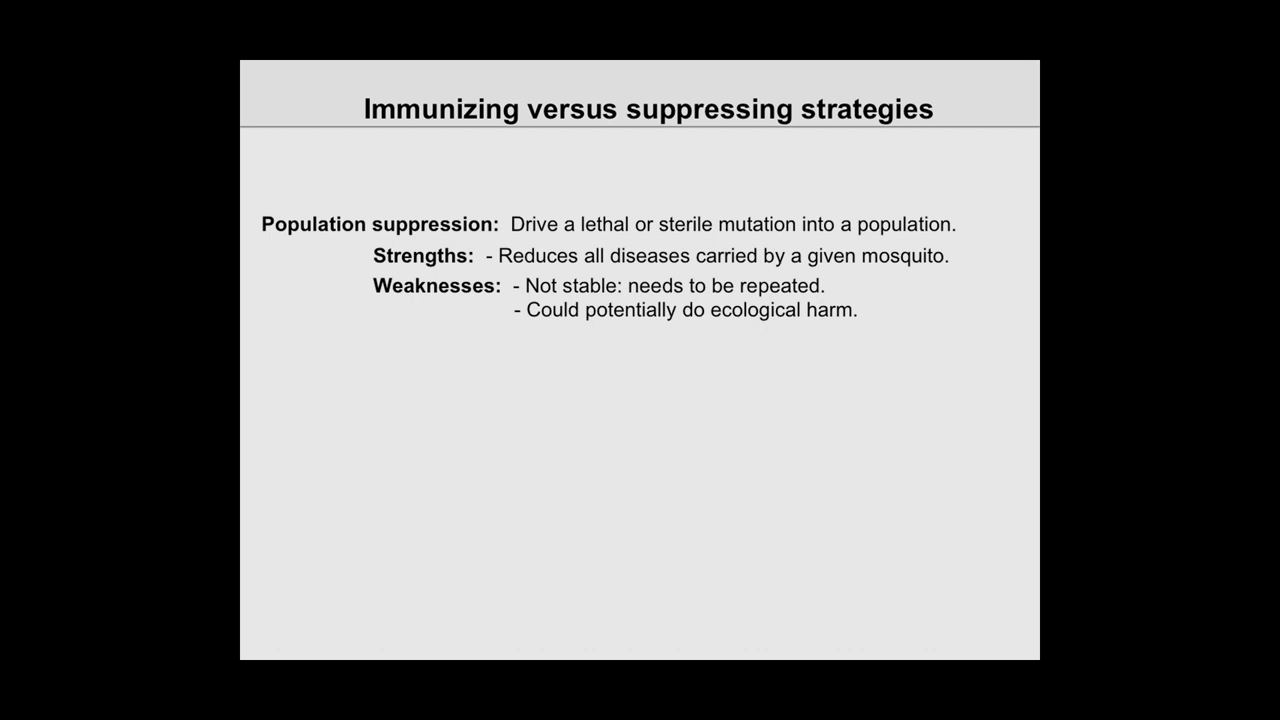 Immunizing versus suppressing strategies
Population suppression: Drive a lethal or sterile mutation into a population.
Strengths: - Reduces all diseases carried by a given mosquito.
Weaknesses: - Not stable: needs to be repeated.
- Could potentially do ecological harm.